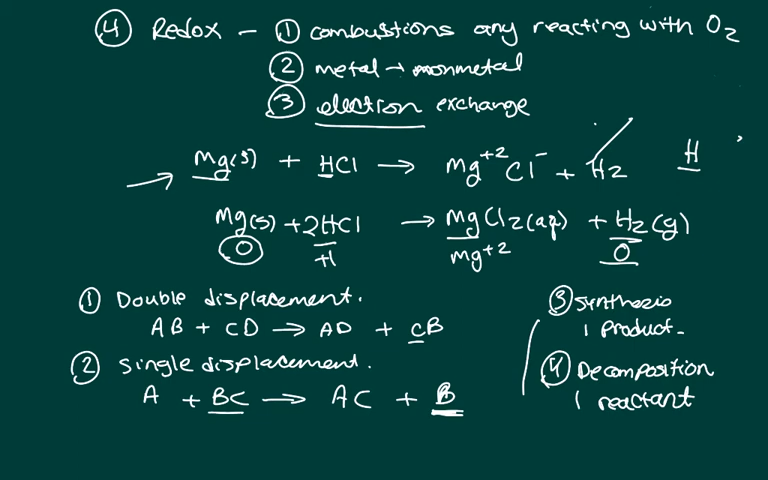 ④ Redox - ① combustions any reacting with O₂
② metal + nonmetal
③ electron exchange
Mg(s) + HCl → Mg⁺²Cl⁻ + H₂ H
Mg(s) + 2HCl → MgCl₂(aq) + H₂(g)
0 +1 Mg⁺² 0
① Double displacement.
AB + CD → AD + CB
② Single displacement.
A + BC → AC + B
③ Synthesis
1 product
④ Decomposition
1 reactant